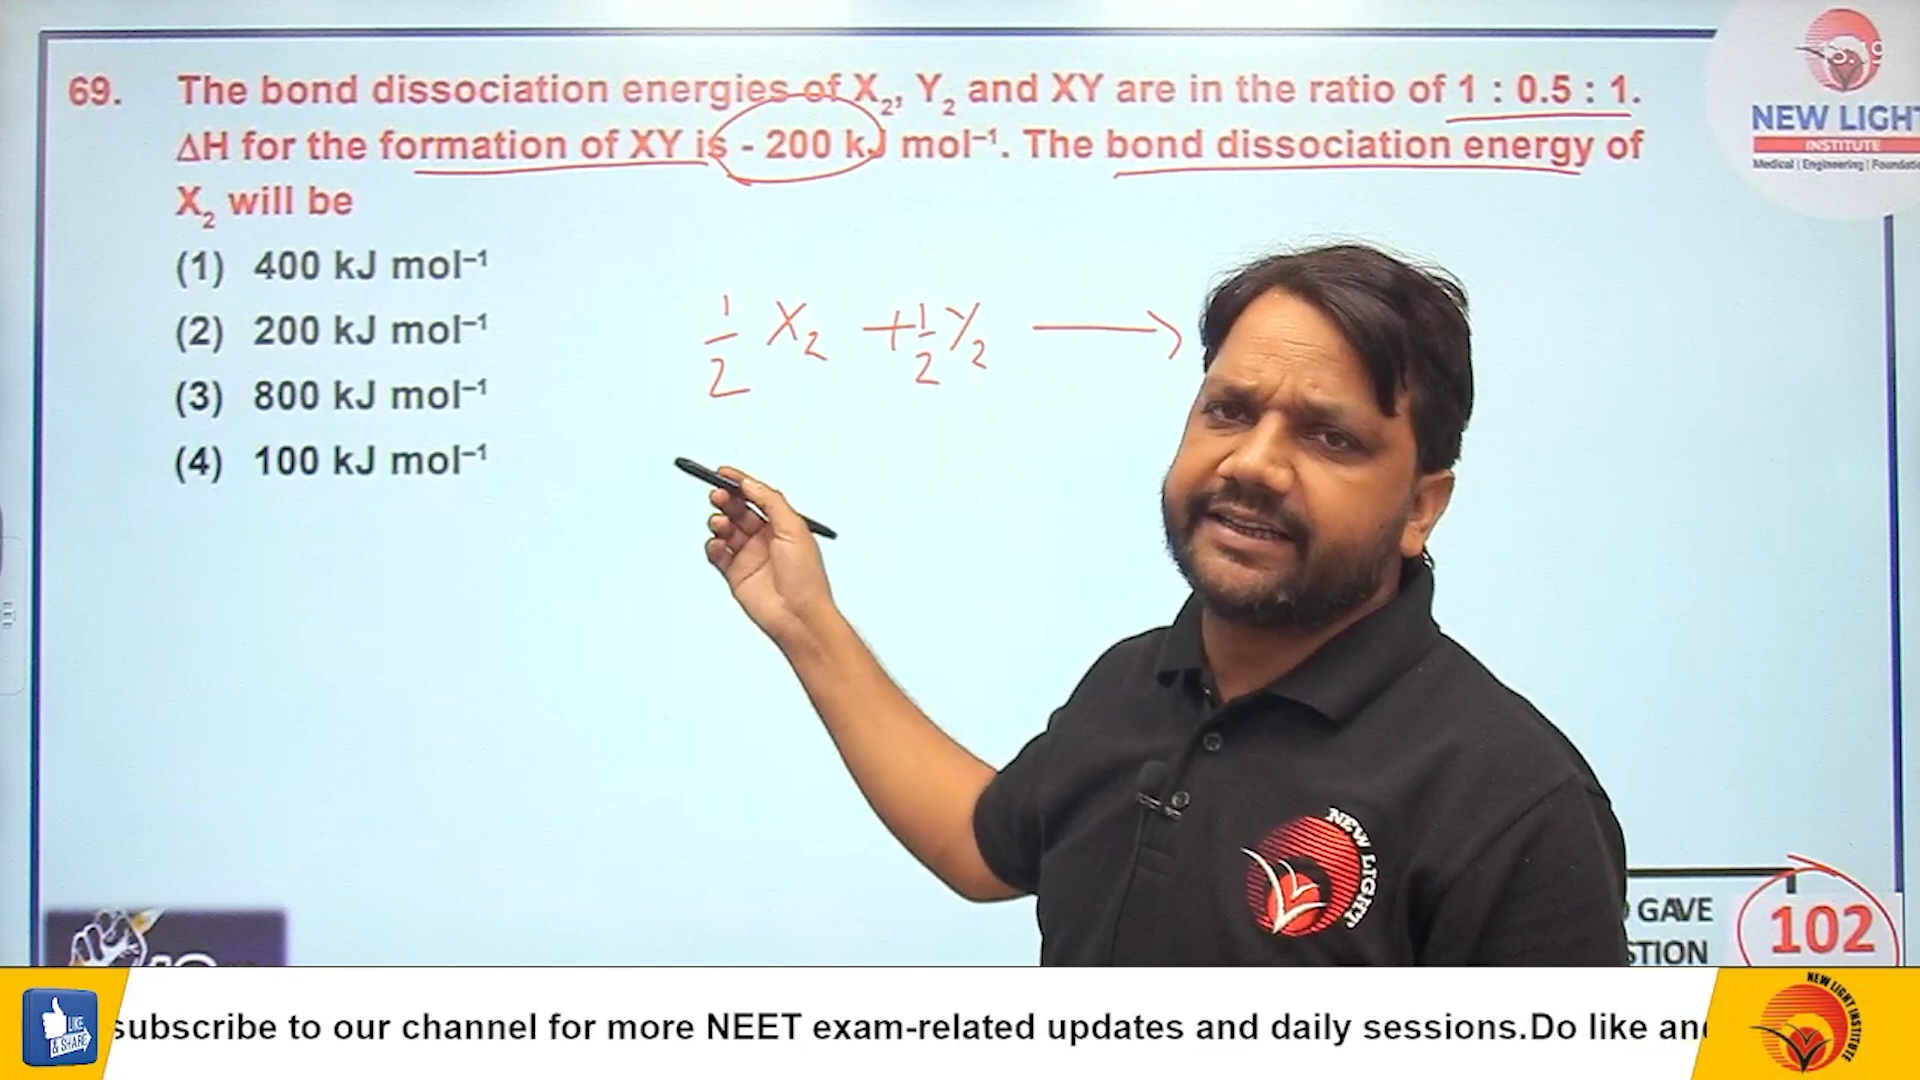 69. The bond dissociation energies of X₂, Y₂ and XY are in the ratio of 1 : 0.5 : 1.
ΔH for the formation of XY is - 200 kJ mol⁻¹. The bond dissociation energy of
X₂ will be
(1) 400 kJ mol⁻¹
(2) 200 kJ mol⁻¹
(3) 800 kJ mol⁻¹
(4) 100 kJ mol⁻¹
½ X₂ + ½ Y₂ ⟶
NEW LIGHT
INSTITUTE
Medical | Engineering | Foundatio
NEW LIGHT
GAVE
STION
102
LIKE
& SHARE
subscribe to our channel for more NEET exam-related updates and daily sessions.Do like an
NEW LIGHT INSTITUTE